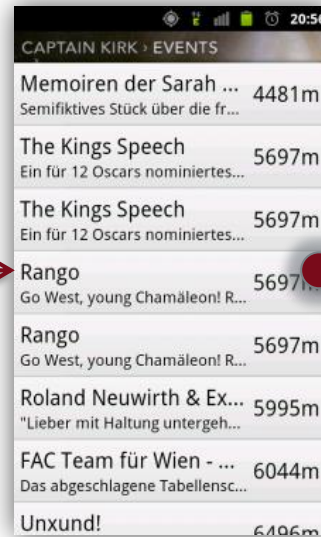 20:56
CAPTAIN KIRK › EVENTS
Memoiren der Sarah ...
4481m
Semifiktives Stück über die fr...
The Kings Speech
5697m
Ein für 12 Oscars nominiertes...
The Kings Speech
5697m
Ein für 12 Oscars nominiertes...
Rango
Go West, young Chamäleon! R...
Rango
5697m
Go West, young Chamäleon! R...
Roland Neuwirth & Ex...
5995m
"Lieber mit Haltung untergeh...
FAC Team für Wien - ...
6044m
Das abgeschlagene Tabellensc...
Unxund!
6496m